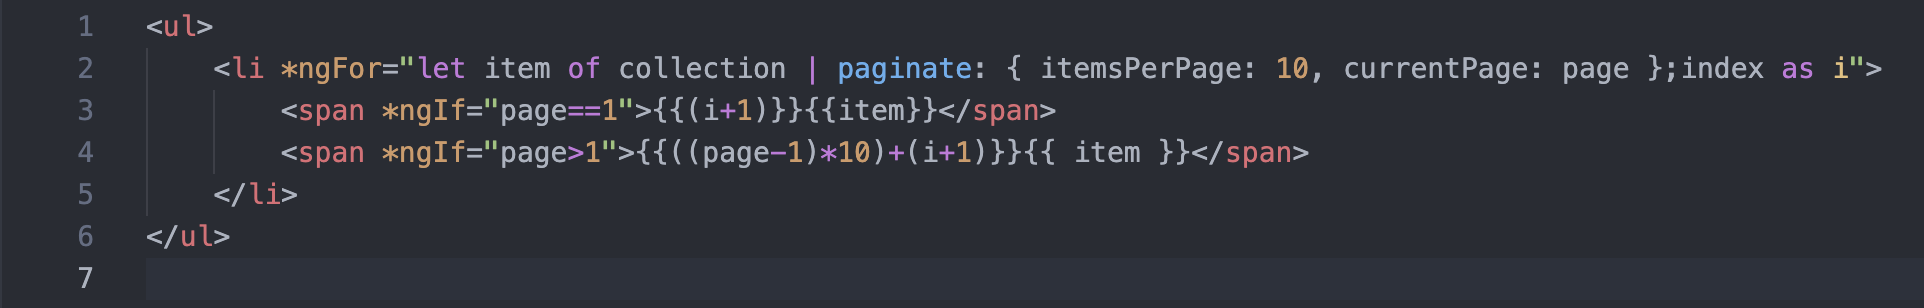 1 <ul>
2 <li *ngFor="let item of collection | paginate: { itemsPerPage: 10, currentPage: page };index as i">
3 <span *ngIf="page==1">{{(i+1)}}{{item}}</span>
4 <span *ngIf="page>1">{{((page-1)*10)+(i+1)}}{{ item }}</span>
5 </li>
6 </ul>
7